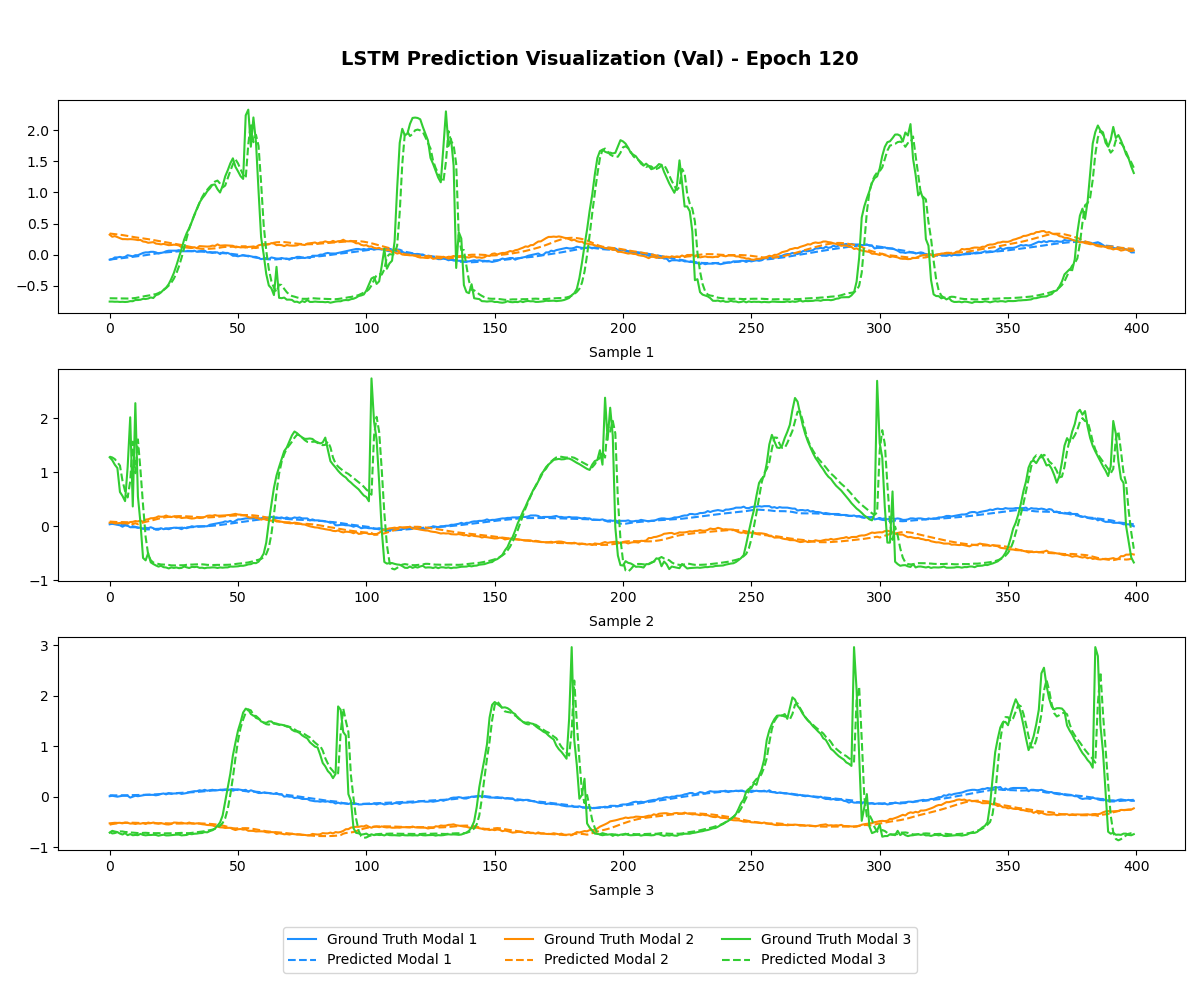 LSTM Prediction Visualization (Val) - Epoch 120
2.0
1.5
1.0
0.5
0.0
−0.5
0 50 100 150 200 250 300 350 400
Sample 1
2
1
0
−1
0 50 100 150 200 250 300 350 400
Sample 2
3
2
1
0
−1
0 50 100 150 200 250 300 350 400
Sample 3
Ground Truth Modal 1 Ground Truth Modal 2 Ground Truth Modal 3
Predicted Modal 1 Predicted Modal 2 Predicted Modal 3